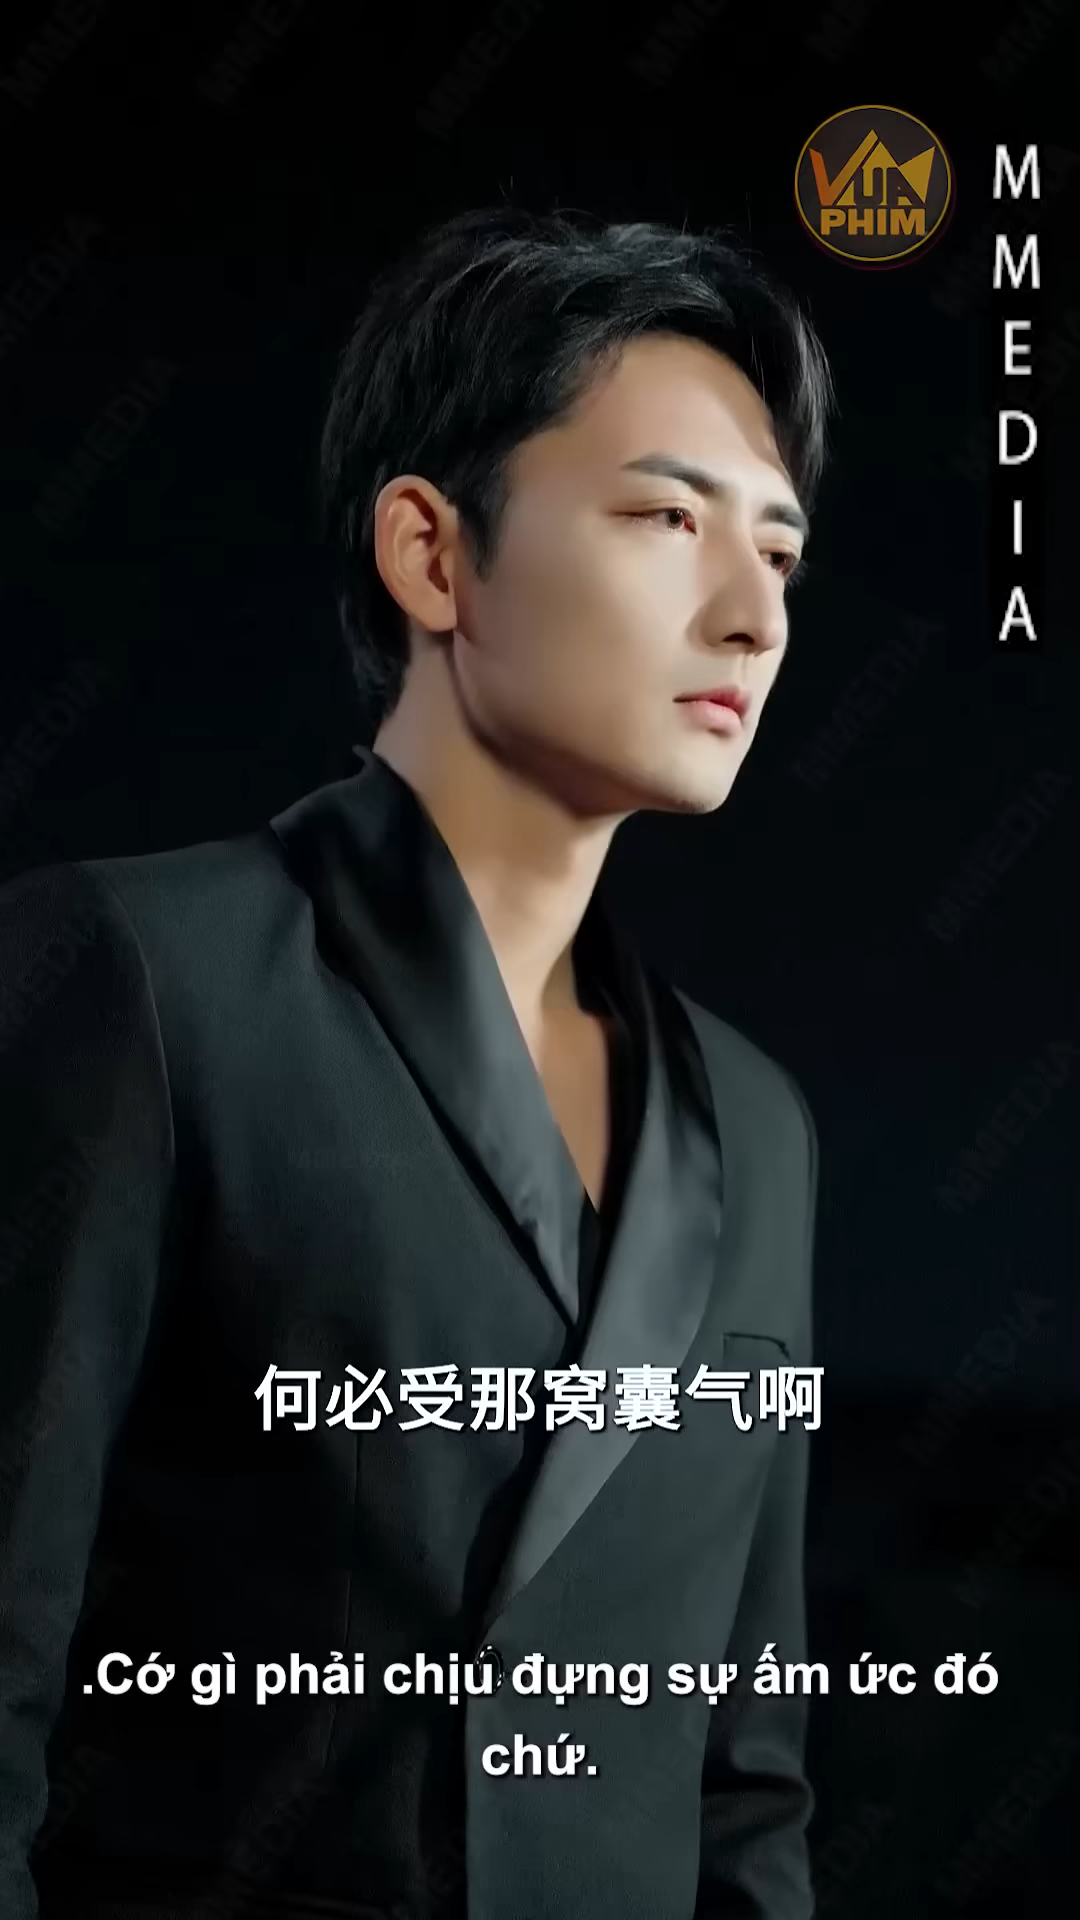 VUA
PHIM
MMEDIA
何必受那窝囊气啊
.Cớ gì phải chịu đựng sự ấm ức đó
chứ.